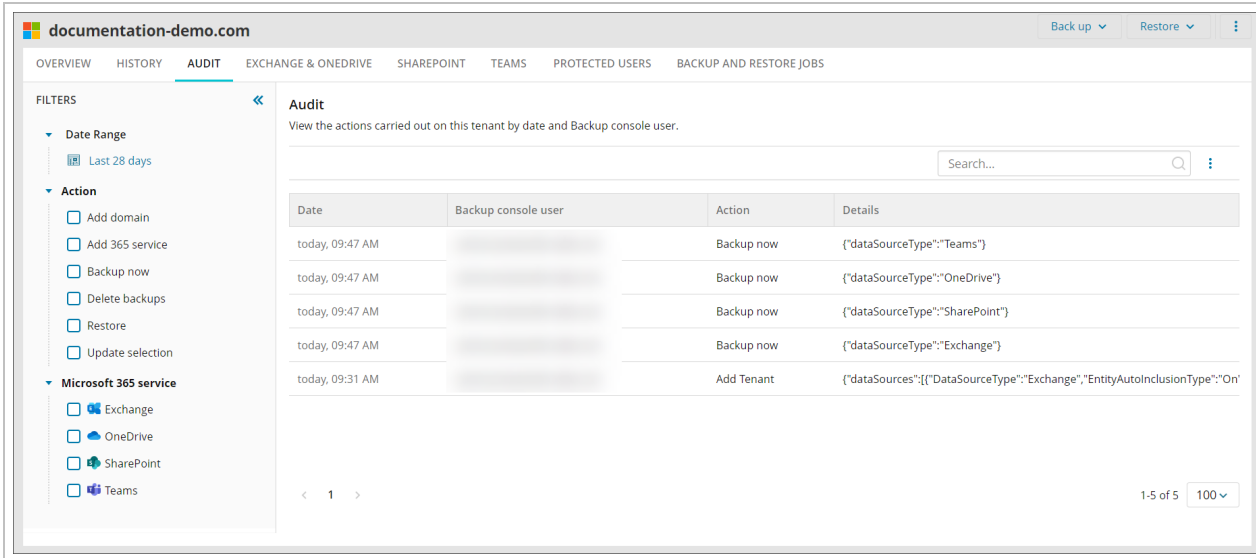 documentation-demo.com
Back up
Restore
OVERVIEW HISTORY AUDIT EXCHANGE & ONEDRIVE SHAREPOINT TEAMS PROTECTED USERS BACKUP AND RESTORE JOBS
FILTERS
Date Range
Last 28 days
Action
Add domain
Add 365 service
Backup now
Delete backups
Restore
Update selection
Microsoft 365 service
Exchange
OneDrive
SharePoint
Teams
Audit
View the actions carried out on this tenant by date and Backup console user.
Search...
Date Backup console user Action Details
today, 09:47 AM Backup now {"dataSourceType":"Teams"}
today, 09:47 AM Backup now {"dataSourceType":"OneDrive"}
today, 09:47 AM Backup now {"dataSourceType":"SharePoint"}
today, 09:47 AM Backup now {"dataSourceType":"Exchange"}
today, 09:31 AM Add Tenant {"dataSources":[{"DataSourceType":"Exchange","EntityAutoInclusionType":"On"
1
1-5 of 5 100